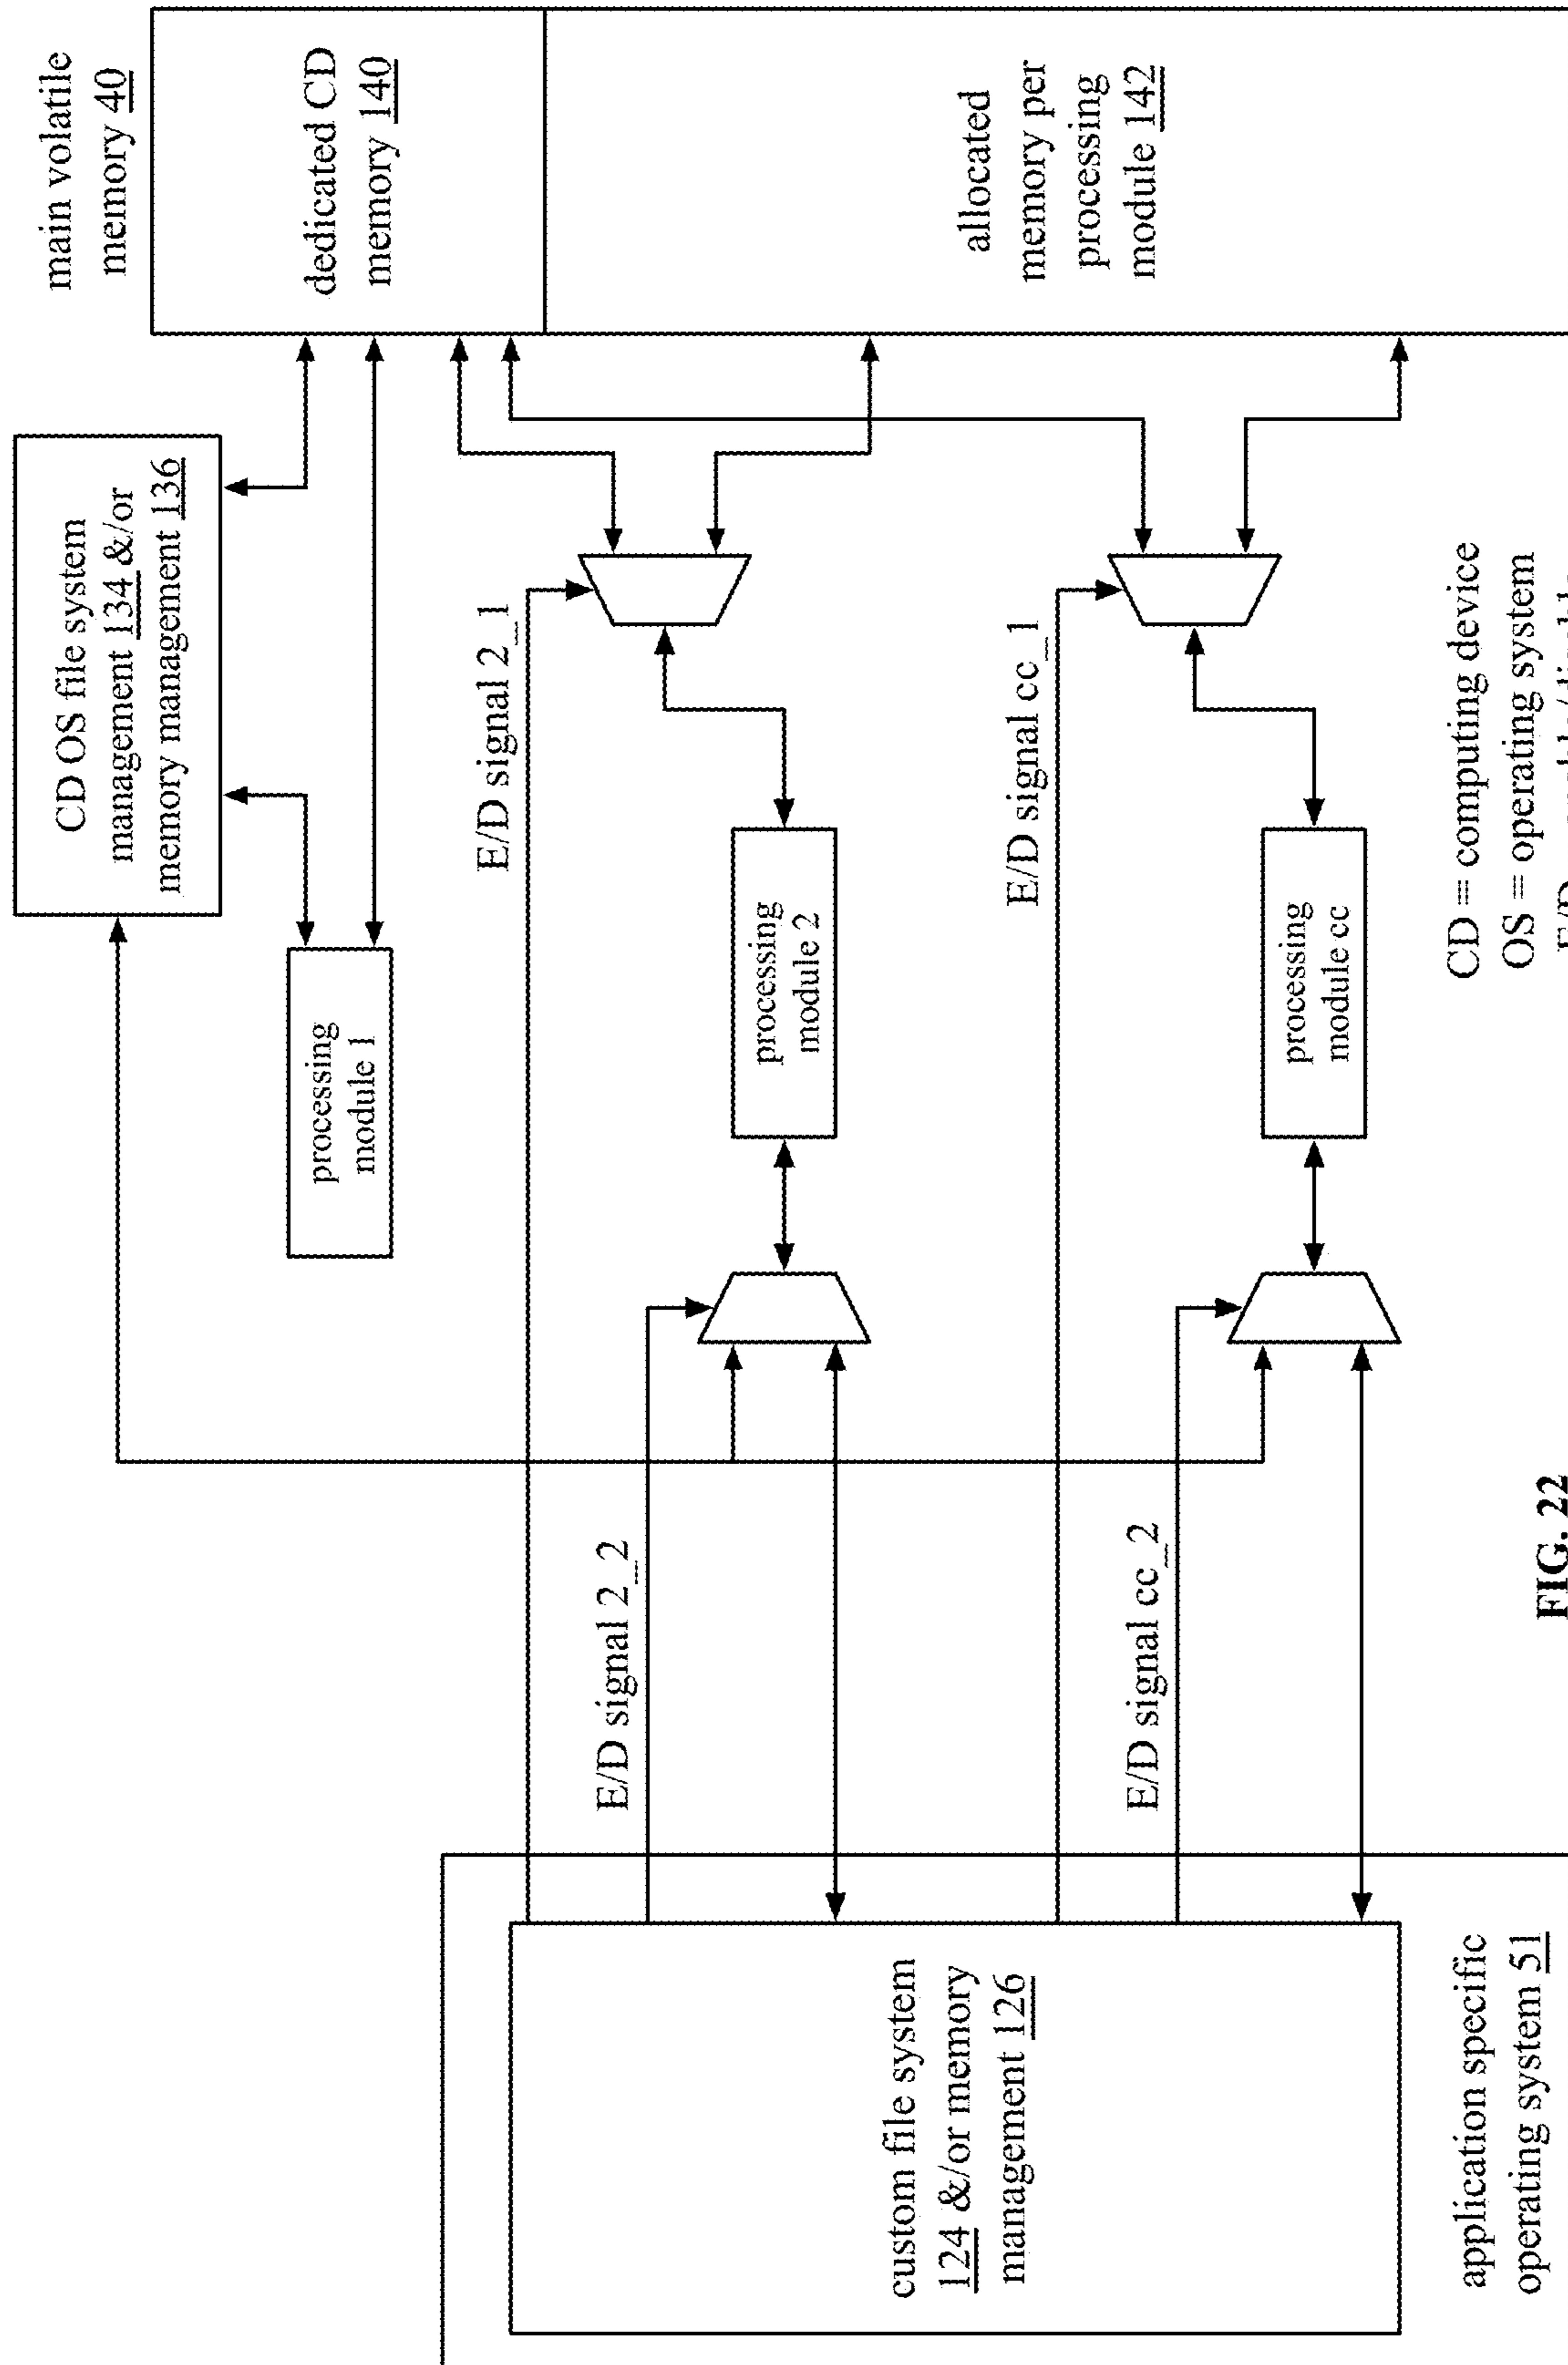 main volatile
memory 40
CD OS file system
management 134 &/or
memory management 136
dedicated CD
memory 140
processing
module 1
E/D signal 2_1
E/D signal 2_2
processing
module 2
allocated
memory per
processing
module 142
custom file system
124 &/or memory
management 126
E/D signal cc_1
E/D signal cc_2
processing
module cc
application specific
operating system 51
CD = computing device
OS = operating system
FIG. 22